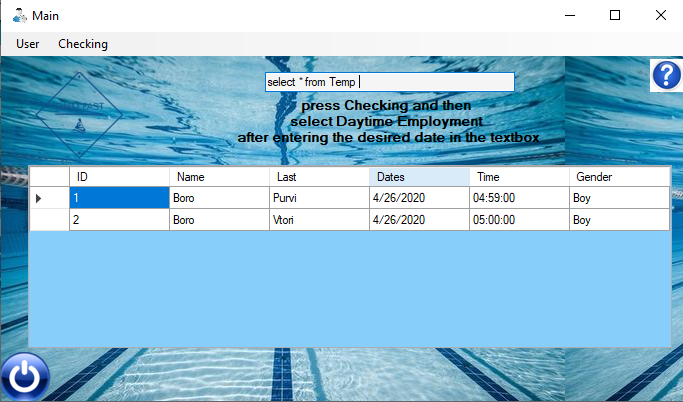 Main
User Checking
select * from Temp
press Checking and then
select Daytime Employment
after entering the desired date in the textbox
ID Name Last Dates Time Gender
1 Boro Purvi 4/26/2020 04:59:00 Boy
2 Boro Vtori 4/26/2020 05:00:00 Boy